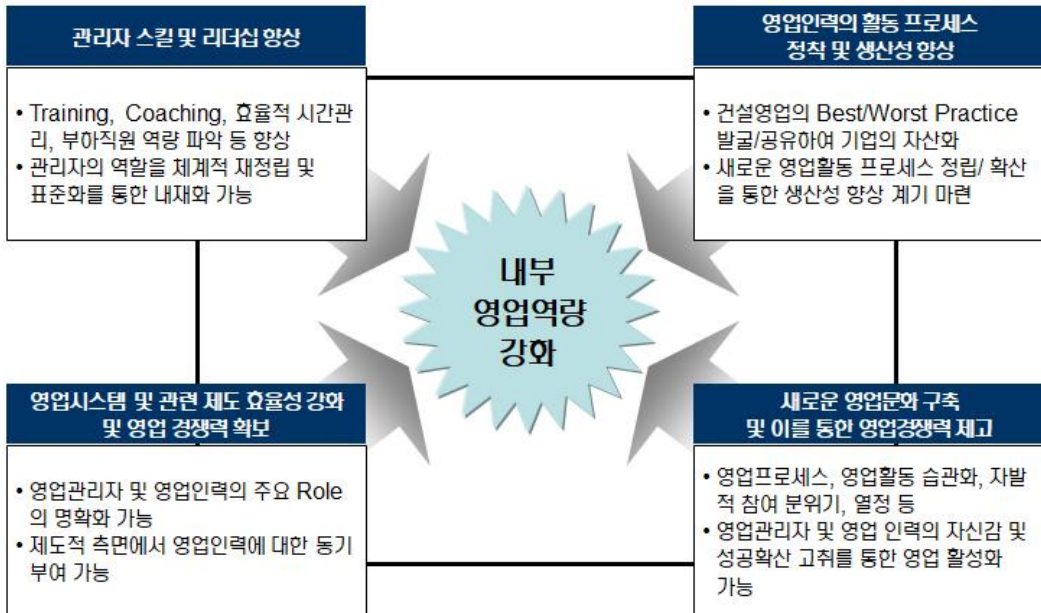 관리자 스킬 및 리더십 향상
• Training, Coaching, 효율적 시간관
리, 부하직원 역량 파악 등 향상
• 관리자의 역할을 체계적 재정립 및
표준화를 통한 내재화 가능
영업인력의 활동 프로세스
정착 및 생산성 향상
• 건설영업의 Best/Worst Practice
발굴/공유하여 기업의 자산화
• 새로운 영업활동 프로세스 정립/ 확산
을 통한 생산성 향상 계기 마련
내부
영업역량
강화
영업시스템 및 관련 제도 효율성 강화
및 영업 경쟁력 확보
• 영업관리자 및 영업인력의 주요 Role
의 명확화 가능
• 제도적 측면에서 영업인력에 대한 동기
부여 가능
새로운 영업문화 구축
및 이를 통한 영업경쟁력 제고
• 영업프로세스, 영업활동 습관화, 자발
적 참여 분위기, 열정 등
• 영업관리자 및 영업 인력의 자신감 및
성공확산 고취를 통한 영업 활성화
가능